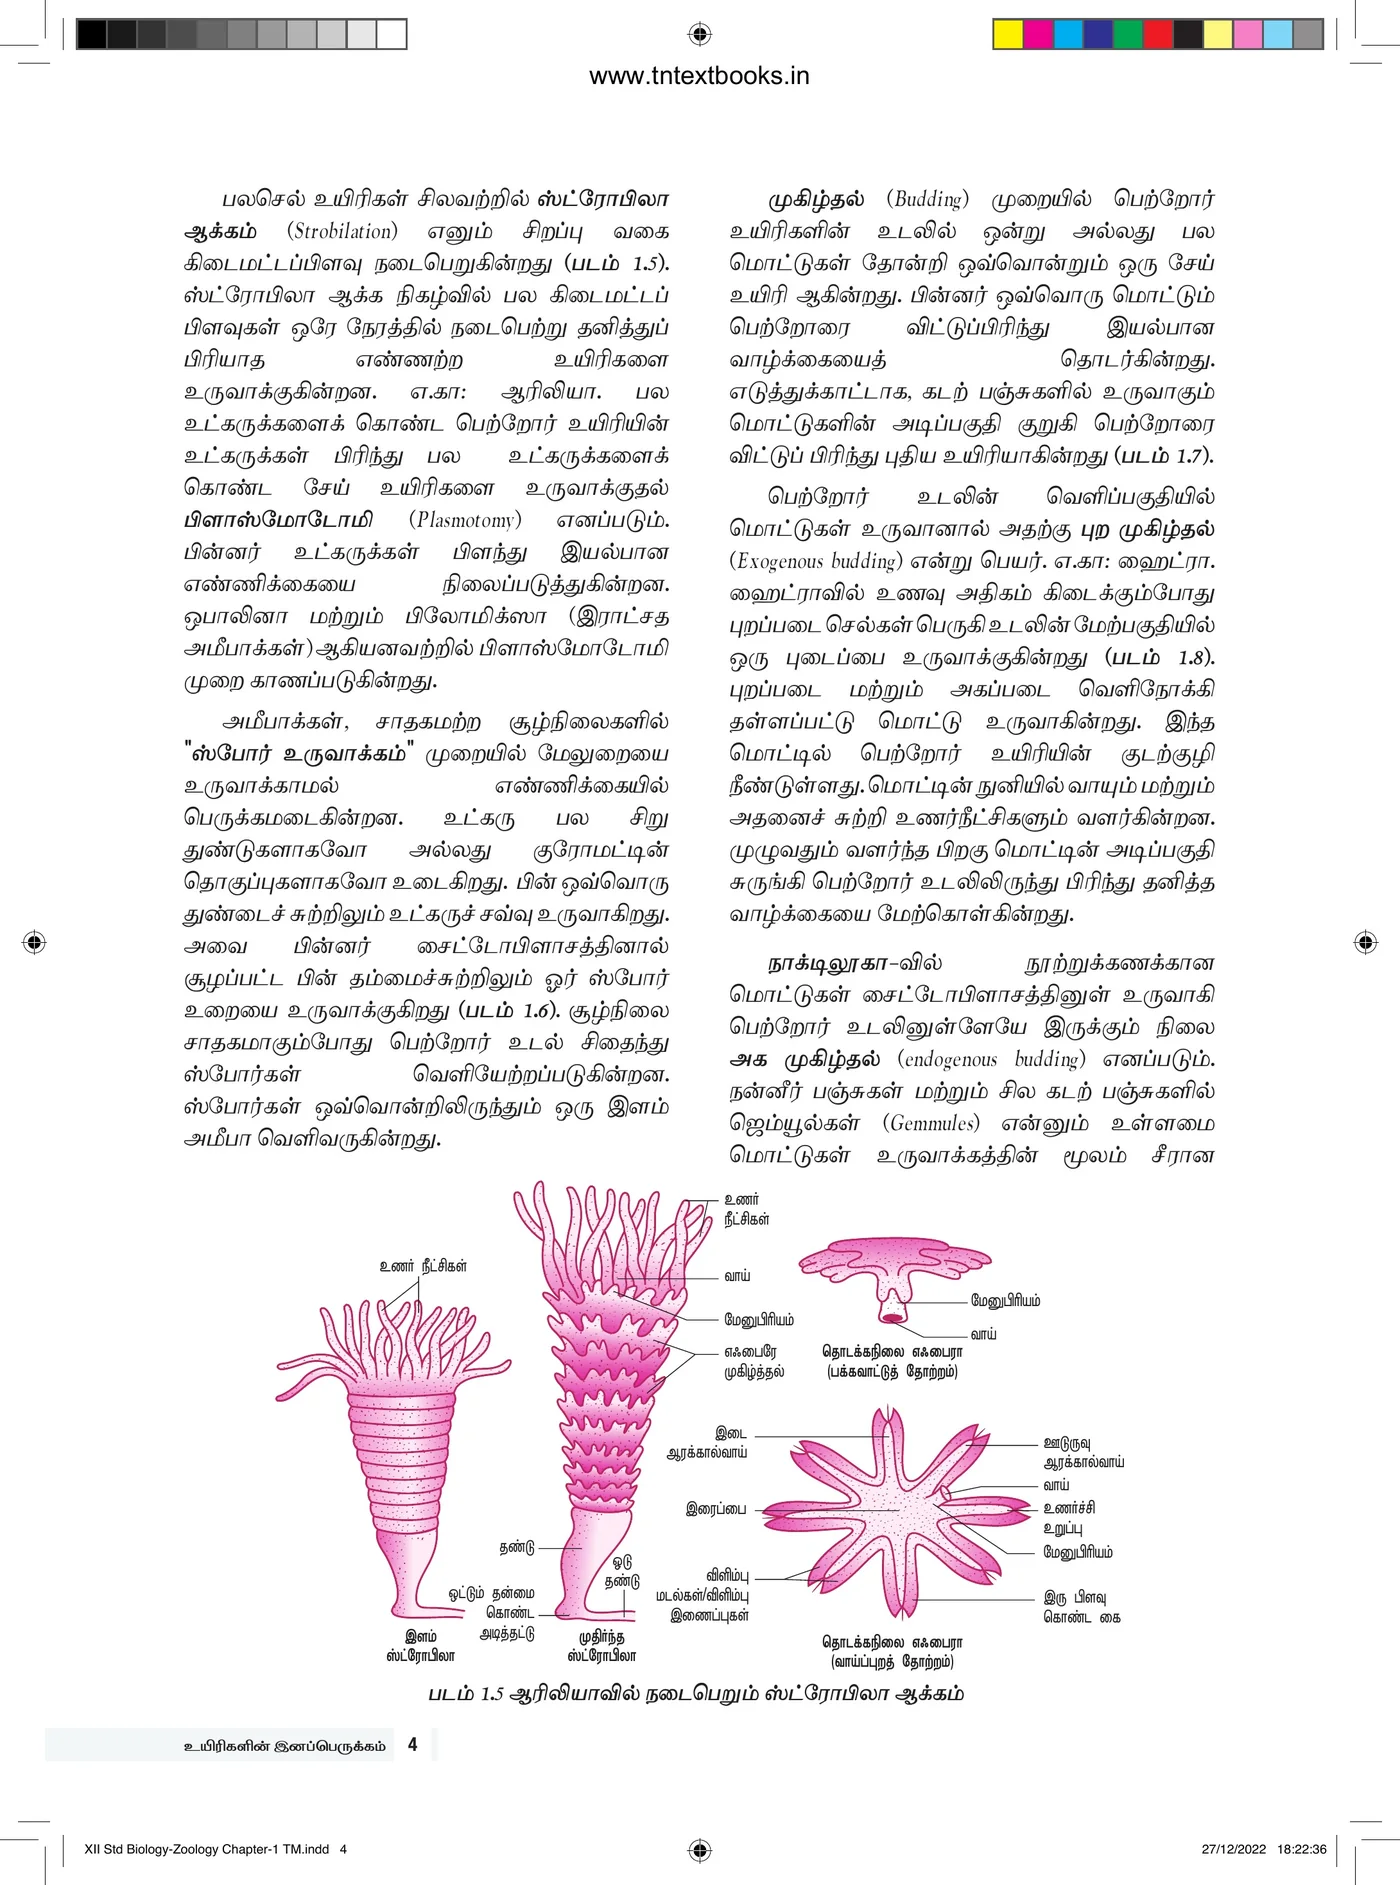 www.tntextbooks.in
பலசெல் உயிரிகள் சிலவற்றில் ஸ்ட்ரோபிலா
ஆக்கம் (Strobilation) எனும் சிறப்பு வகை
கிடைமட்டப்பிளவு நடைபெறுகின்றது (படம் 1.5).
ஸ்ட்ரோபிலா ஆக்க நிகழ்வில் பல கிடைமட்டப்
பிளவுகள் ஒரே நேரத்தில் நடைபெற்று தனித்துப்
பிரியாத எண்ணற்ற உயிரிகளை
உருவாக்குகின்றன. எ.கா: ஆரிலியா. பல
உட்கருக்களைக் கொண்ட பெற்றோர் உயிரியின்
உட்கருக்கள் பிரிந்து பல உட்கருக்களைக்
கொண்ட சேய் உயிரிகளை உருவாக்குதல்
பிளாஸ்மோடோமி (Plasmotomy) எனப்படும்.
பின்னர் உட்கருக்கள் பிளந்து இயல்பான
எண்ணிக்கையை நிலைப்படுத்துகின்றன.
ஒபாலினா மற்றும் பிலோமிக்ஸா (இராட்சத
அமீபாக்கள்)ஆகியனவற்றில் பிளாஸ்மோடோமி
முறை காணப்படுகின்றது.
அமீபாக்கள், சாதகமற்ற சூழ்நிலைகளில்
"ஸ்போர் உருவாக்கம்" முறையில் மேலுறையை
உருவாக்காமல் எண்ணிக்கையில்
பெருக்கமடைகின்றன. உட்கரு பல சிறு
துண்டுகளாகவோ அல்லது குரோமட்டின்
தொகுப்புகளாகவோ உடைகிறது. பின் ஒவ்வொரு
துண்டைச் சுற்றிலும் உட்கருச் சவ்வு உருவாகிறது.
அவை பின்னர் சைட்டோபிளாசத்தினால்
சூழப்பட்ட பின் தம்மைச்சுற்றிலும் ஓர் ஸ்போர்
உறையை உருவாக்குகிறது (படம் 1.6). சூழ்நிலை
சாதகமாகும்போது பெற்றோர் உடல் சிதைந்து
ஸ்போர்கள் வெளியேற்றப்படுகின்றன.
ஸ்போர்கள் ஒவ்வொன்றிலிருந்தும் ஒரு இளம்
அமீபா வெளிவருகின்றது.
முகிழ்தல் (Budding) முறையில் பெற்றோர்
உயிரிகளின் உடலில் ஒன்று அல்லது பல
மொட்டுகள் தோன்றி ஒவ்வொன்றும் ஒரு சேய்
உயிரி ஆகின்றது. பின்னர் ஒவ்வொரு மொட்டும்
பெற்றோரை விட்டுப்பிரிந்து இயல்பான
வாழ்க்கையைத் தொடர்கின்றது.
எடுத்துக்காட்டாக, கடற் பஞ்சுகளில் உருவாகும்
மொட்டுகளின் அடிப்பகுதி குறுகி பெற்றோரை
விட்டுப் பிரிந்து புதிய உயிரியாகின்றது (படம் 1.7).
பெற்றோர் உடலின் வெளிப்பகுதியில்
மொட்டுகள் உருவானால் அதற்கு புற முகிழ்தல்
(Exogenous budding) என்று பெயர். எ.கா: ஹைட்ரா.
ஹைட்ராவில் உணவு அதிகம் கிடைக்கும்போது
புறப்படை செல்கள் பெருகி உடலின் மேற்பகுதியில்
ஒரு புடைப்பை உருவாக்குகின்றது (படம் 1.8).
புறப்படை மற்றும் அகப்படை வெளிநோக்கி
தள்ளப்பட்டு மொட்டு உருவாகின்றது. இந்த
மொட்டில் பெற்றோர் உயிரியின் குடற்குழி
நீண்டுள்ளது. மொட்டின் நுனியில் வாயும் மற்றும்
அதனைச் சுற்றி உணர்நீட்சிகளும் வளர்கின்றன.
முழுவதும் வளர்ந்த பிறகு மொட்டின் அடிப்பகுதி
சுருங்கி பெற்றோர் உடலிலிருந்து பிரிந்து தனித்த
வாழ்க்கையை மேற்கொள்கின்றது.
நாக்டிலூகா-வில் நூற்றுக்கணக்கான
மொட்டுகள் சைட்டோபிளாசத்தினுள் உருவாகி
பெற்றோர் உடலினுள்ளேயே இருக்கும் நிலை
அக முகிழ்தல் (endogenous budding) எனப்படும்.
நன்னீர் பஞ்சுகள் மற்றும் சில கடற் பஞ்சுகளில்
ஜெம்யூல்கள் (Gemmules) என்னும் உள்ளமை
மொட்டுகள் உருவாக்கத்தின் மூலம் சீரான
உணர் நீட்சிகள்
இளம்
ஸ்ட்ரோபிலா
உணர்
நீட்சிகள்
வாய்
மேனுபிரியம்
எஃபைரே
முகிழ்த்தல்
தண்டு
ஓடு
தண்டு
ஒட்டும் தன்மை
கொண்ட
அடித்தட்டு
முதிர்ந்த
ஸ்ட்ரோபிலா
மேனுபிரியம்
வாய்
தொடக்கநிலை எஃபைரா
(பக்கவாட்டுத் தோற்றம்)
இடை
ஆரக்கால்வாய்
இரைப்பை
விளிம்பு
மடல்கள்/விளிம்பு
இணைப்புகள்
ஊடுருவு
ஆரக்கால்வாய்
வாய்
உணர்ச்சி
உறுப்பு
மேனுபிரியம்
இரு பிளவு
கொண்ட கை
தொடக்கநிலை எஃபைரா
(வாய்ப்புறத் தோற்றம்)
படம் 1.5 ஆரிலியாவில் நடைபெறும் ஸ்ட்ரோபிலா ஆக்கம்
உயிரிகளின் இனப்பெருக்கம் 4
XII Std Biology-Zoology Chapter-1 TM.indd 4
27/12/2022 18:22:36